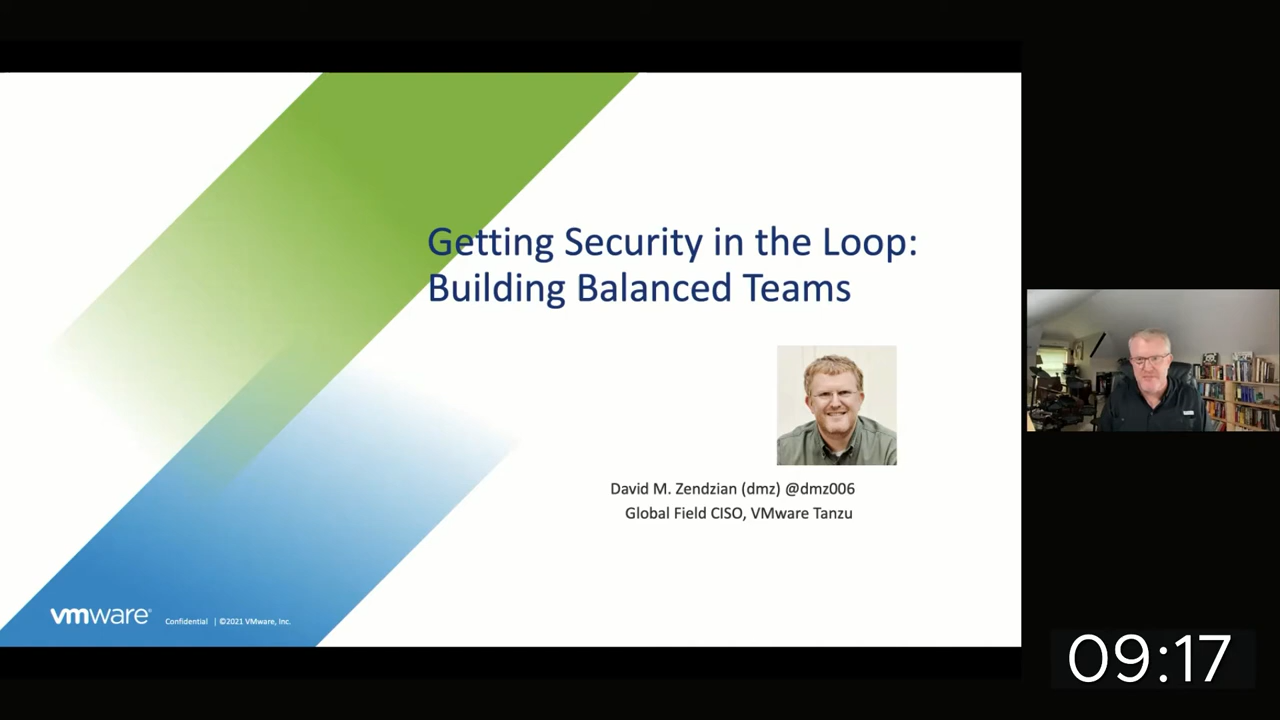 Getting Security in the Loop:
Building Balanced Teams
David M. Zendzian (dmz) @dmz006
Global Field CISO, VMware Tanzu
vmware®
Confidential | ©2021 VMware, Inc.
09:17